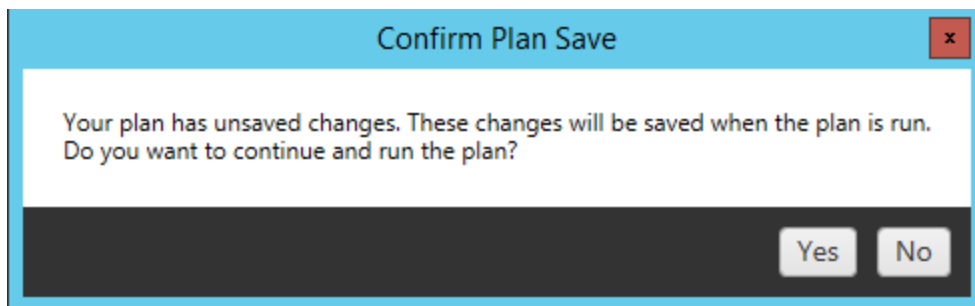 Confirm Plan Save
x
Your plan has unsaved changes. These changes will be saved when the plan is run.
Do you want to continue and run the plan?
Yes No